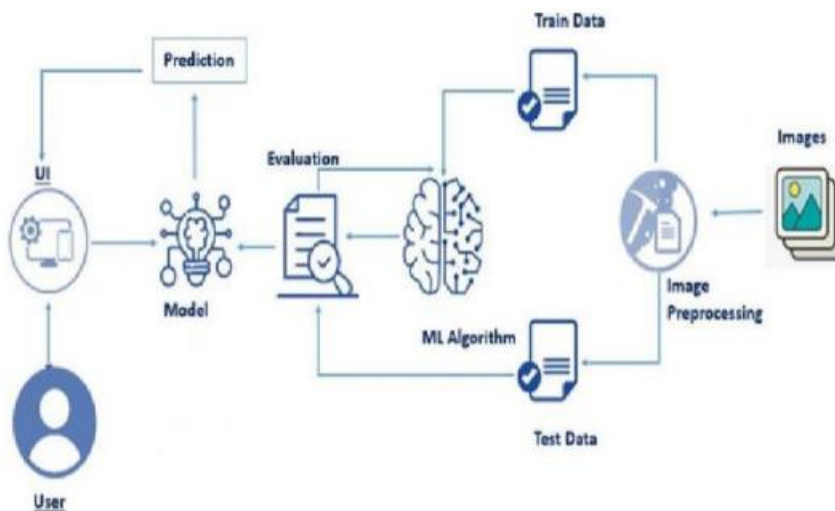 Train Data
Prediction
Images
Evaluation
UI
Image
Preprocessing
Model
ML Algorithm
Test Data
User